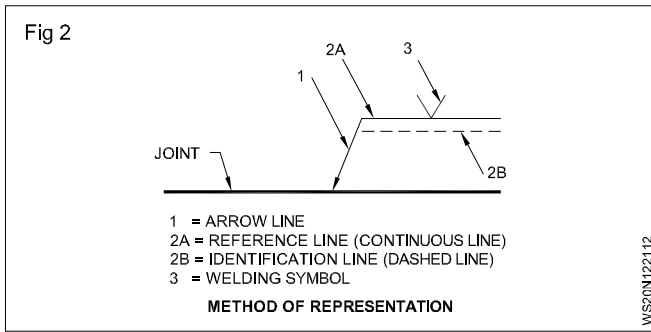 Fig 2
2A
3
1
JOINT
2B
1 = ARROW LINE
2A = REFERENCE LINE (CONTINUOUS LINE)
2B = IDENTIFICATION LINE (DASHED LINE)
3 = WELDING SYMBOL
METHOD OF REPRESENTATION
WS20N122112